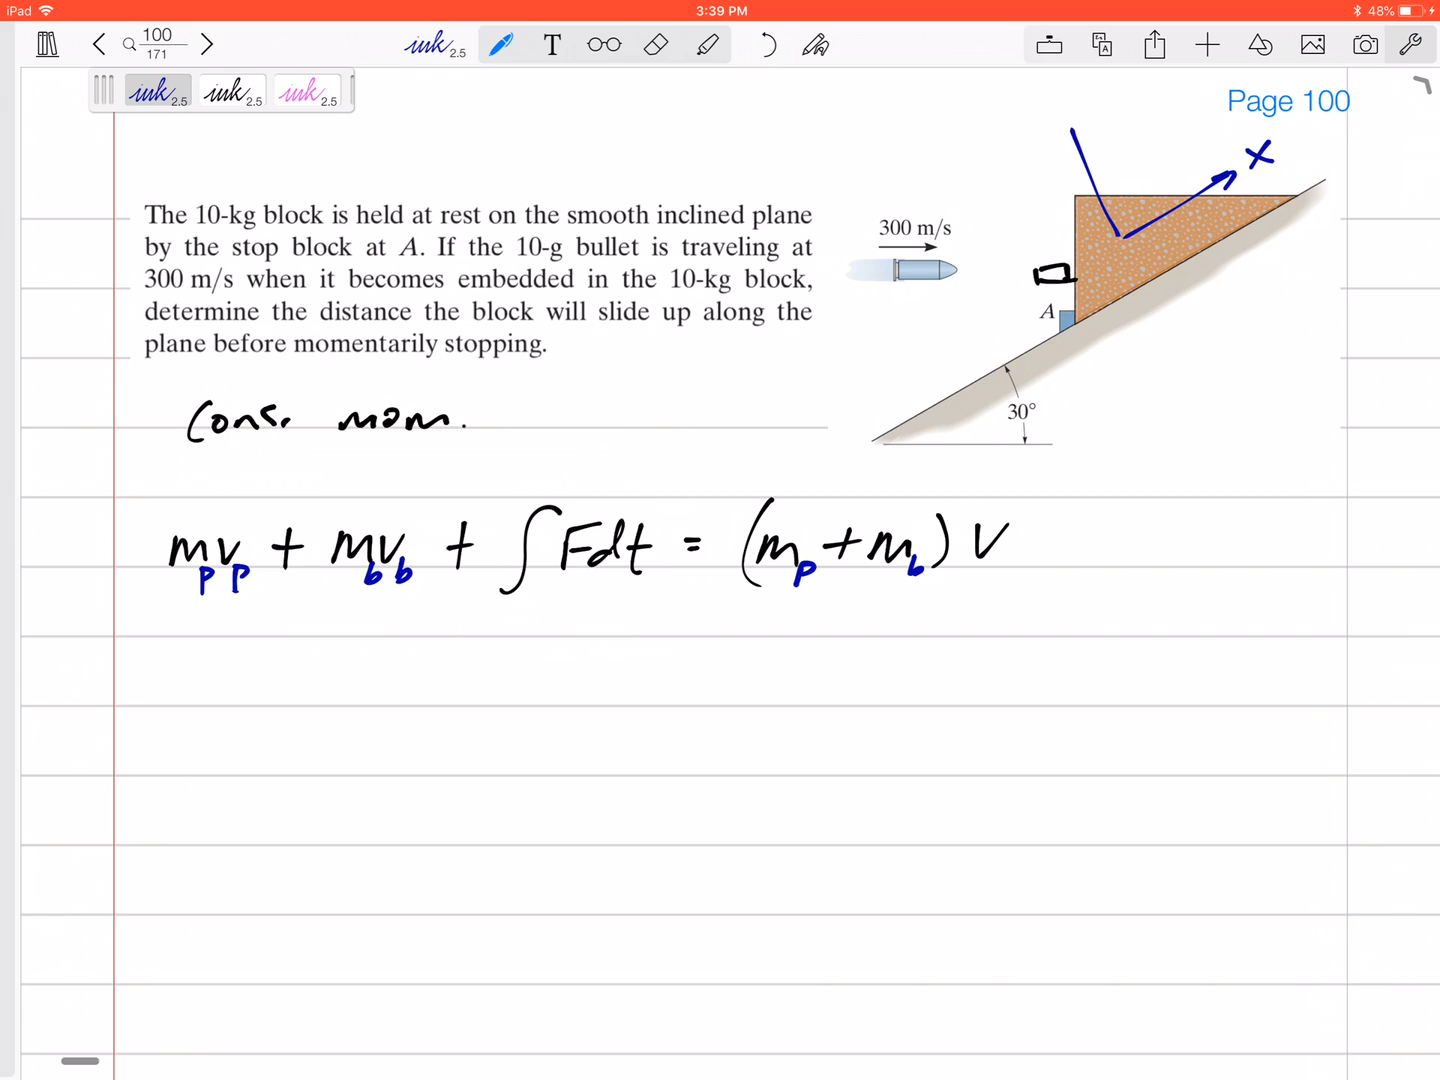 iPad
3:39 PM
48%
100
171
ink 2.5
T
ink 2.5
ink 2.5
ink 2.5
Page 100
x
The 10-kg block is held at rest on the smooth inclined plane
by the stop block at A. If the 10-g bullet is traveling at
300 m/s when it becomes embedded in the 10-kg block,
determine the distance the block will slide up along the
plane before momentarily stopping.
300 m/s
A
30°
Cons. mom.
m_p v_p + m_b v_b + ∫Fdt = (m_p + m_b) V